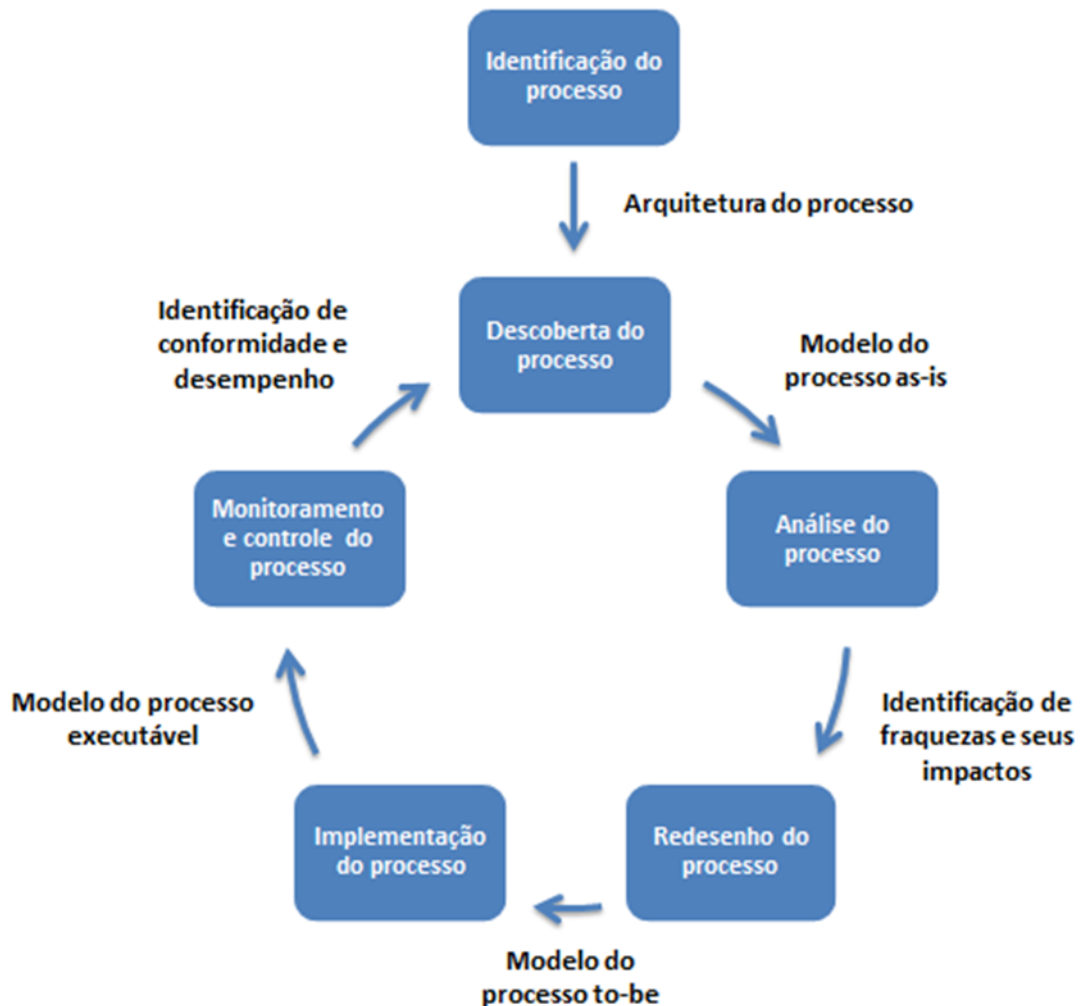 Identificação do
processo
Arquitetura do processo
Descoberta do
processo
Identificação de
conformidade e
desempenho
Modelo do
processo as-is
Monitoramento
e controle do
processo
Análise do
processo
Modelo do processo
executável
Identificação de
fraquezas e seus
impactos
Implementação
do processo
Redesenho do
processo
Modelo do
processo to-be